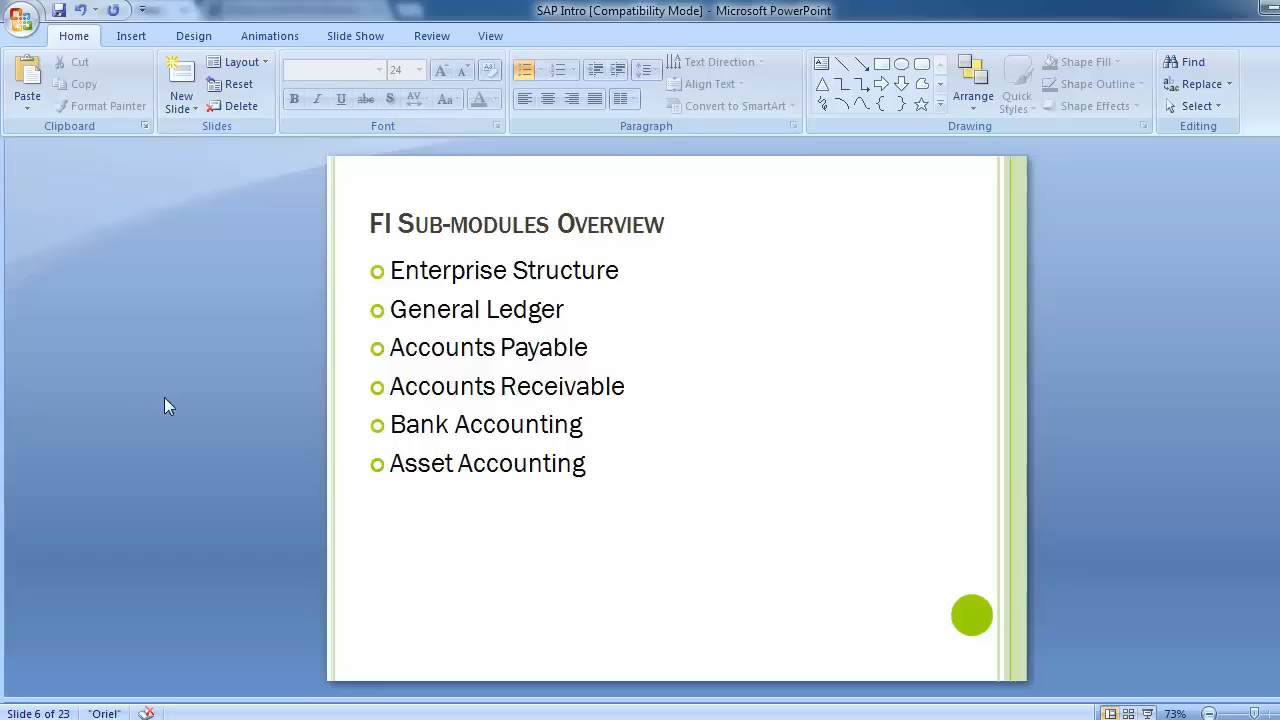 SAP Intro [Compatibility Mode] - Microsoft PowerPoint
Home Insert Design Animations Slide Show Review View
Paste
Cut
Copy
Format Painter
Clipboard
New Slide
Layout
Reset
Delete
Slides
24
B I U abc S AV Aa A
Font
Text Direction
Align Text
Convert to SmartArt
Paragraph
Arrange
Quick Styles
Shape Fill
Shape Outline
Shape Effects
Drawing
Find
Replace
Select
Editing
FI SUB-MODULES OVERVIEW
Enterprise Structure
General Ledger
Accounts Payable
Accounts Receivable
Bank Accounting
Asset Accounting
Slide 6 of 23 "Oriel" 73%